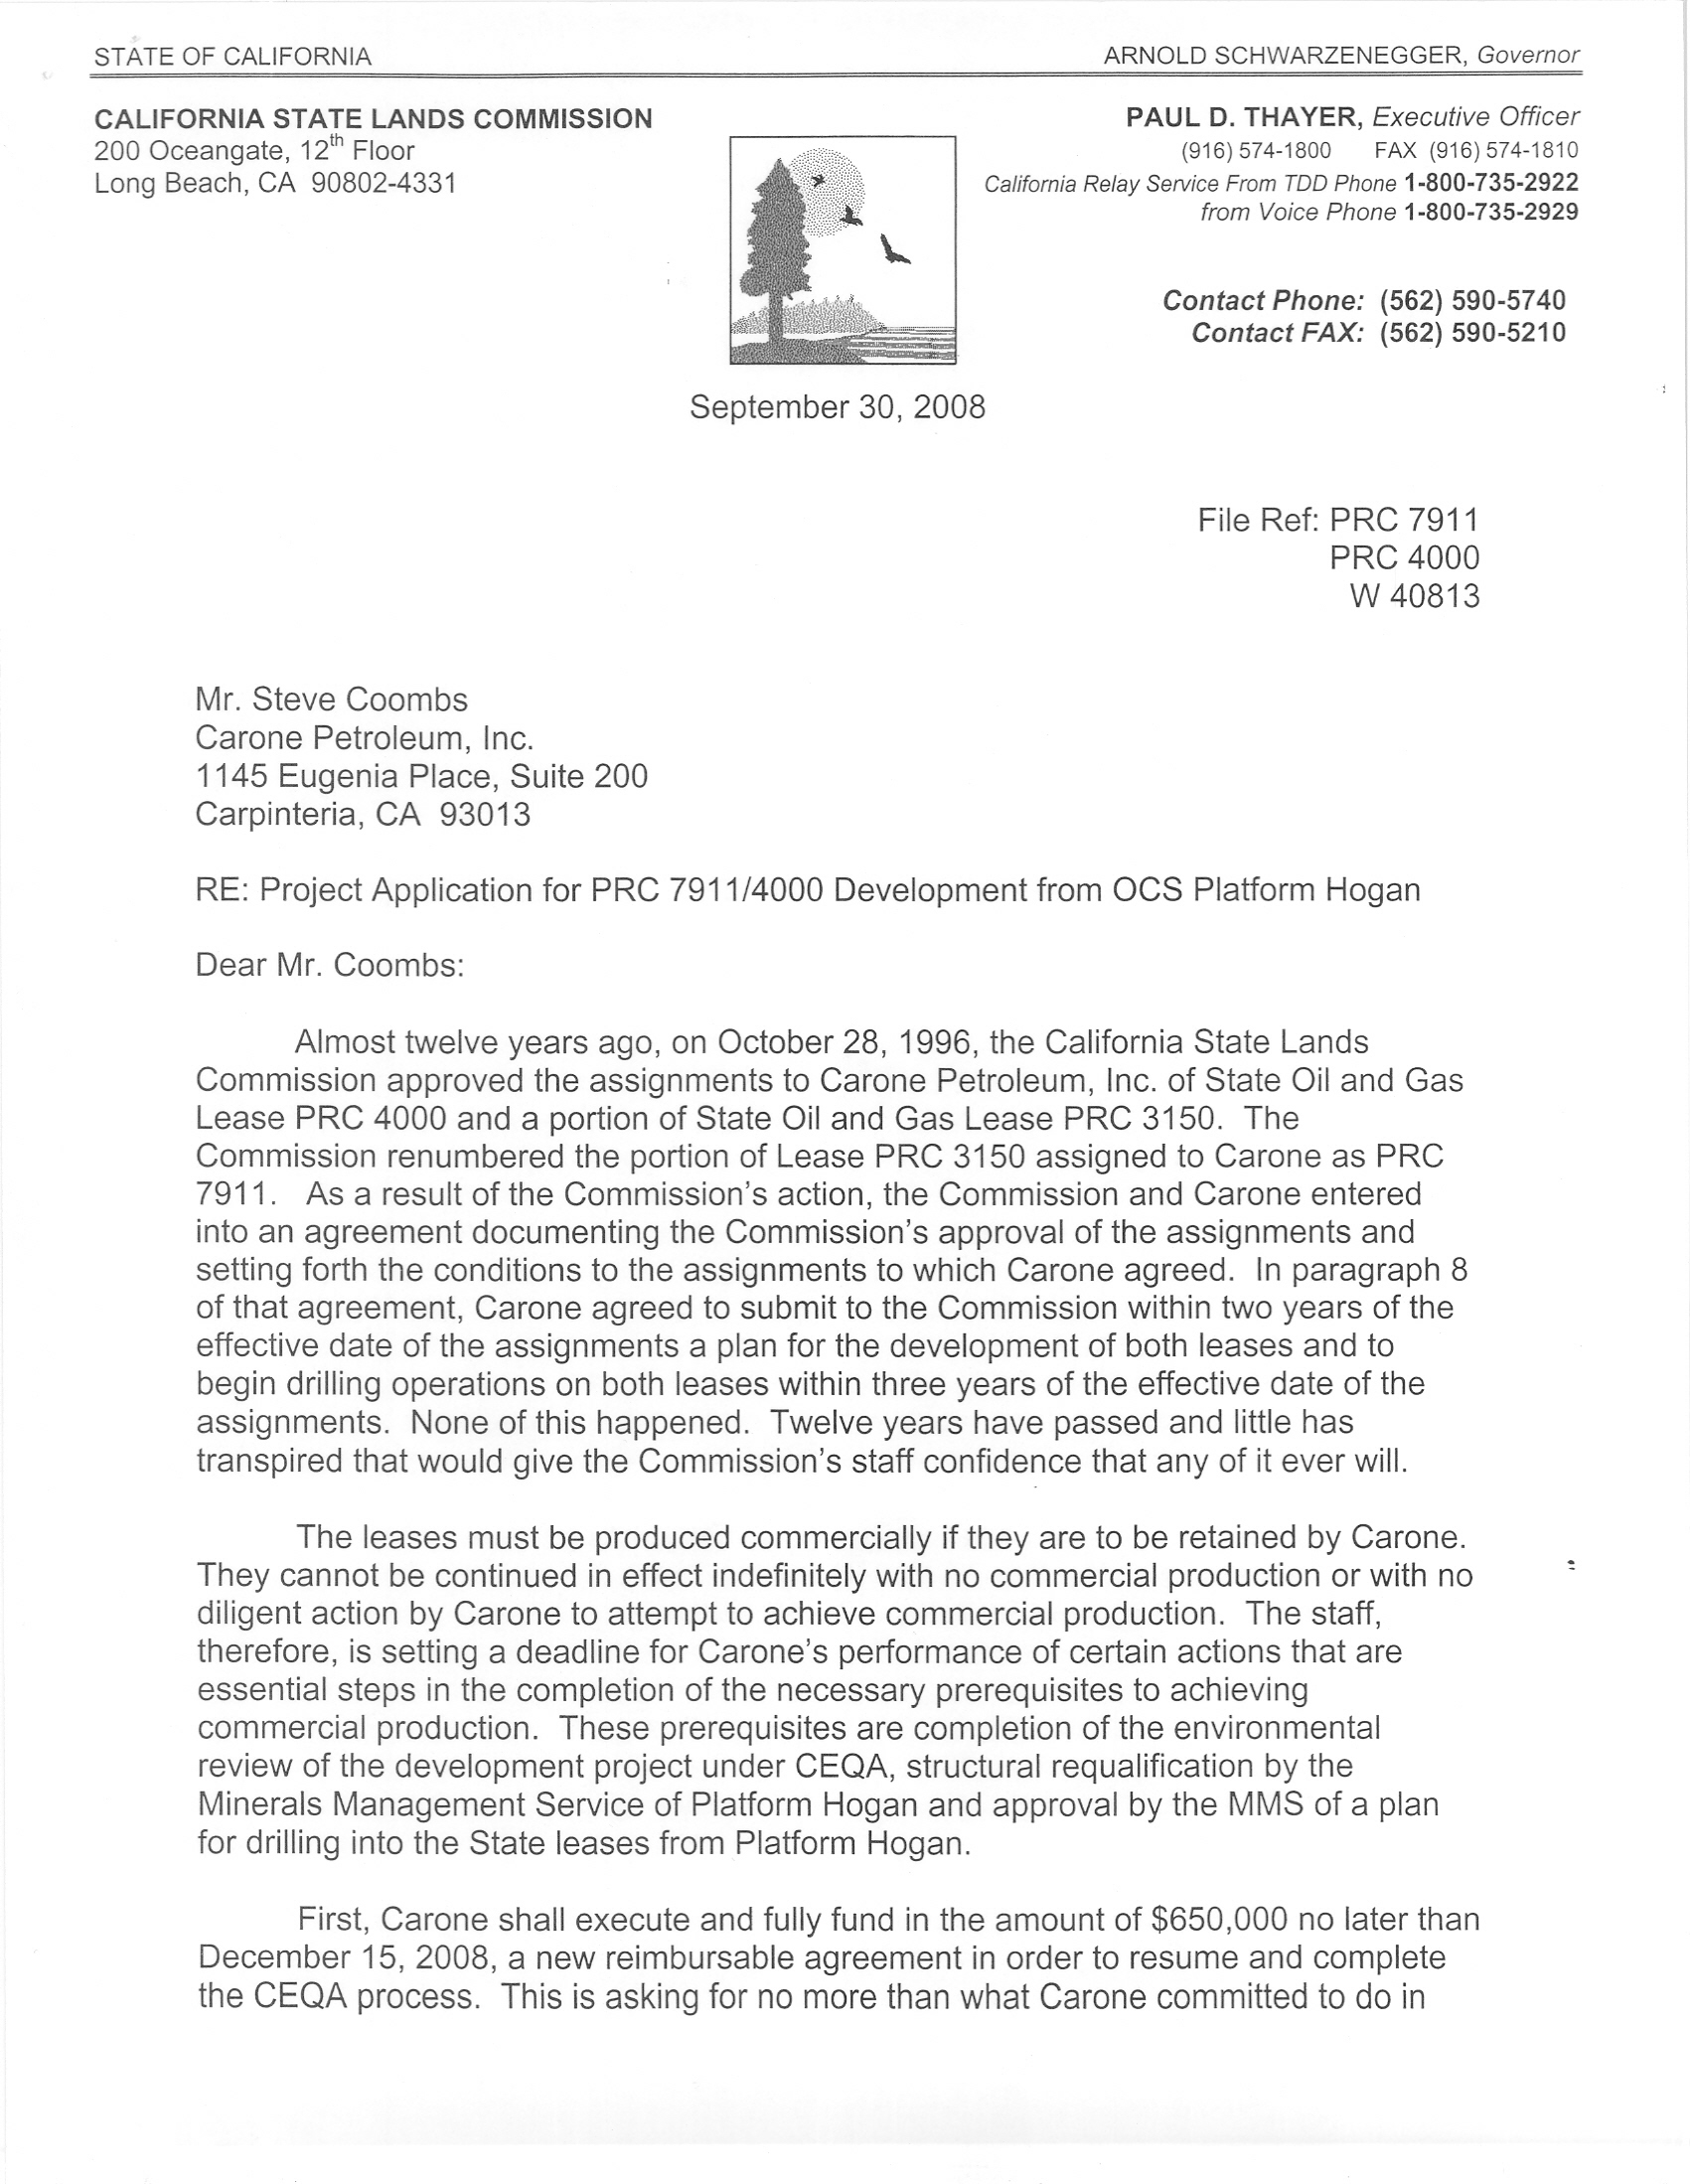 STATE OF CALIFORNIA
ARNOLD SCHWARZENEGGER, Governor
CALIFORNIA STATE LANDS COMMISSION
200 Oceangate, 12th Floor
Long Beach, CA 90802-4331
PAUL D. THAYER, Executive Officer
(916) 574-1800 FAX (916) 574-1810
California Relay Service From TDD Phone 1-800-735-2922
from Voice Phone 1-800-735-2929
Contact Phone: (562) 590-5740
Contact FAX: (562) 590-5210
September 30, 2008
File Ref: PRC 7911
PRC 4000
W 40813
Mr. Steve Coombs
Carone Petroleum, Inc.
1145 Eugenia Place, Suite 200
Carpinteria, CA 93013
RE: Project Application for PRC 7911/4000 Development from OCS Platform Hogan
Dear Mr. Coombs:
Almost twelve years ago, on October 28, 1996, the California State Lands
Commission approved the assignments to Carone Petroleum, Inc. of State Oil and Gas
Lease PRC 4000 and a portion of State Oil and Gas Lease PRC 3150. The
Commission renumbered the portion of Lease PRC 3150 assigned to Carone as PRC
7911. As a result of the Commission's action, the Commission and Carone entered
into an agreement documenting the Commission's approval of the assignments and
setting forth the conditions to the assignments to which Carone agreed. In paragraph 8
of that agreement, Carone agreed to submit to the Commission within two years of the
effective date of the assignments a plan for the development of both leases and to
begin drilling operations on both leases within three years of the effective date of the
assignments. None of this happened. Twelve years have passed and little has
transpired that would give the Commission's staff confidence that any of it ever will.
The leases must be produced commercially if they are to be retained by Carone.
They cannot be continued in effect indefinitely with no commercial production or with no
diligent action by Carone to attempt to achieve commercial production. The staff,
therefore, is setting a deadline for Carone's performance of certain actions that are
essential steps in the completion of the necessary prerequisites to achieving
commercial production. These prerequisites are completion of the environmental
review of the development project under CEQA, structural requalification by the
Minerals Management Service of Platform Hogan and approval by the MMS of a plan
for drilling into the State leases from Platform Hogan.
First, Carone shall execute and fully fund in the amount of $650,000 no later than
December 15, 2008, a new reimbursable agreement in order to resume and complete
the CEQA process. This is asking for no more than what Carone committed to do in